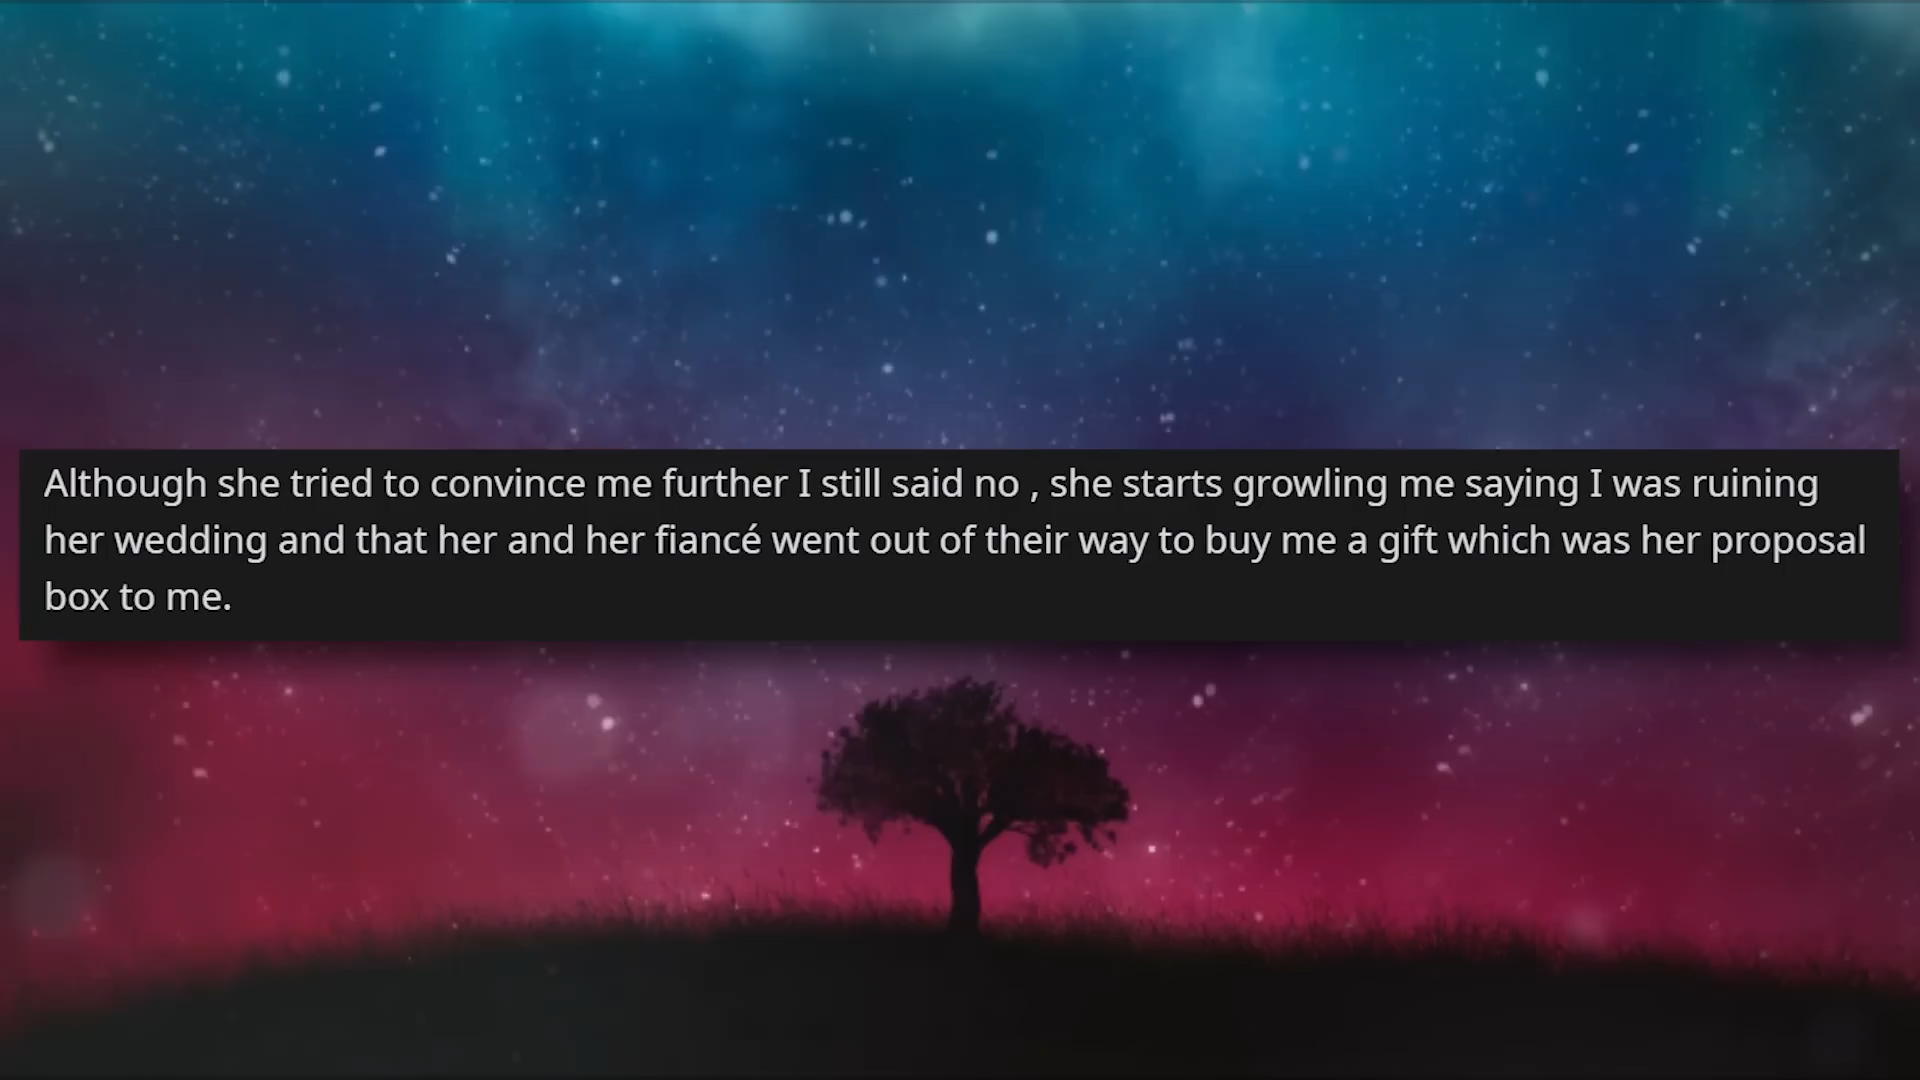 Although she tried to convince me further I still said no , she starts growling me saying I was ruining
her wedding and that her and her fiancé went out of their way to buy me a gift which was her proposal
box to me.